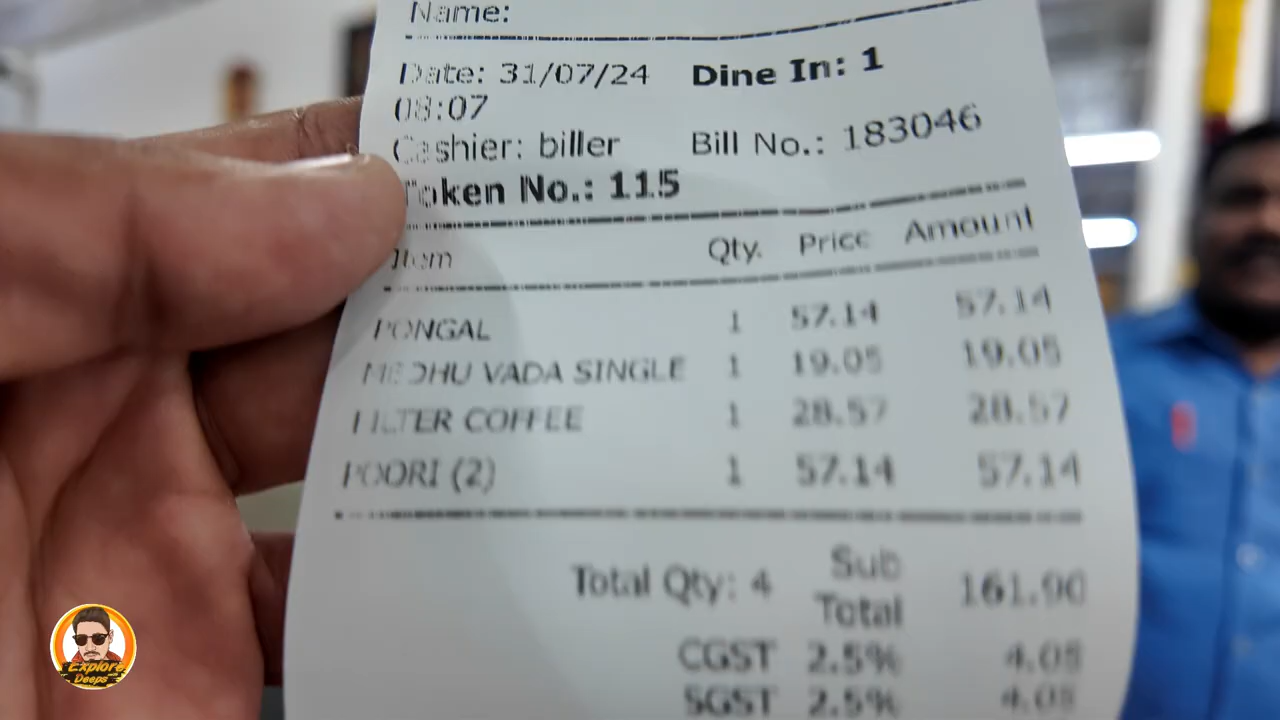 Name:
Date: 31/07/24 Dine In: 1
08:07
Cashier: biller Bill No.: 183046
Token No.: 115
Item Qty. Price Amount
PONGAL 1 57.14 57.14
MEDHU VADA SINGLE 1 19.05 19.05
FILTER COFFEE 1 28.57 28.57
POORI (2) 1 57.14 57.14
Total Qty: 4 Sub Total 161.90
CGST 2.5% 4.05
SGST 2.5% 4.05
Explore
Deeps